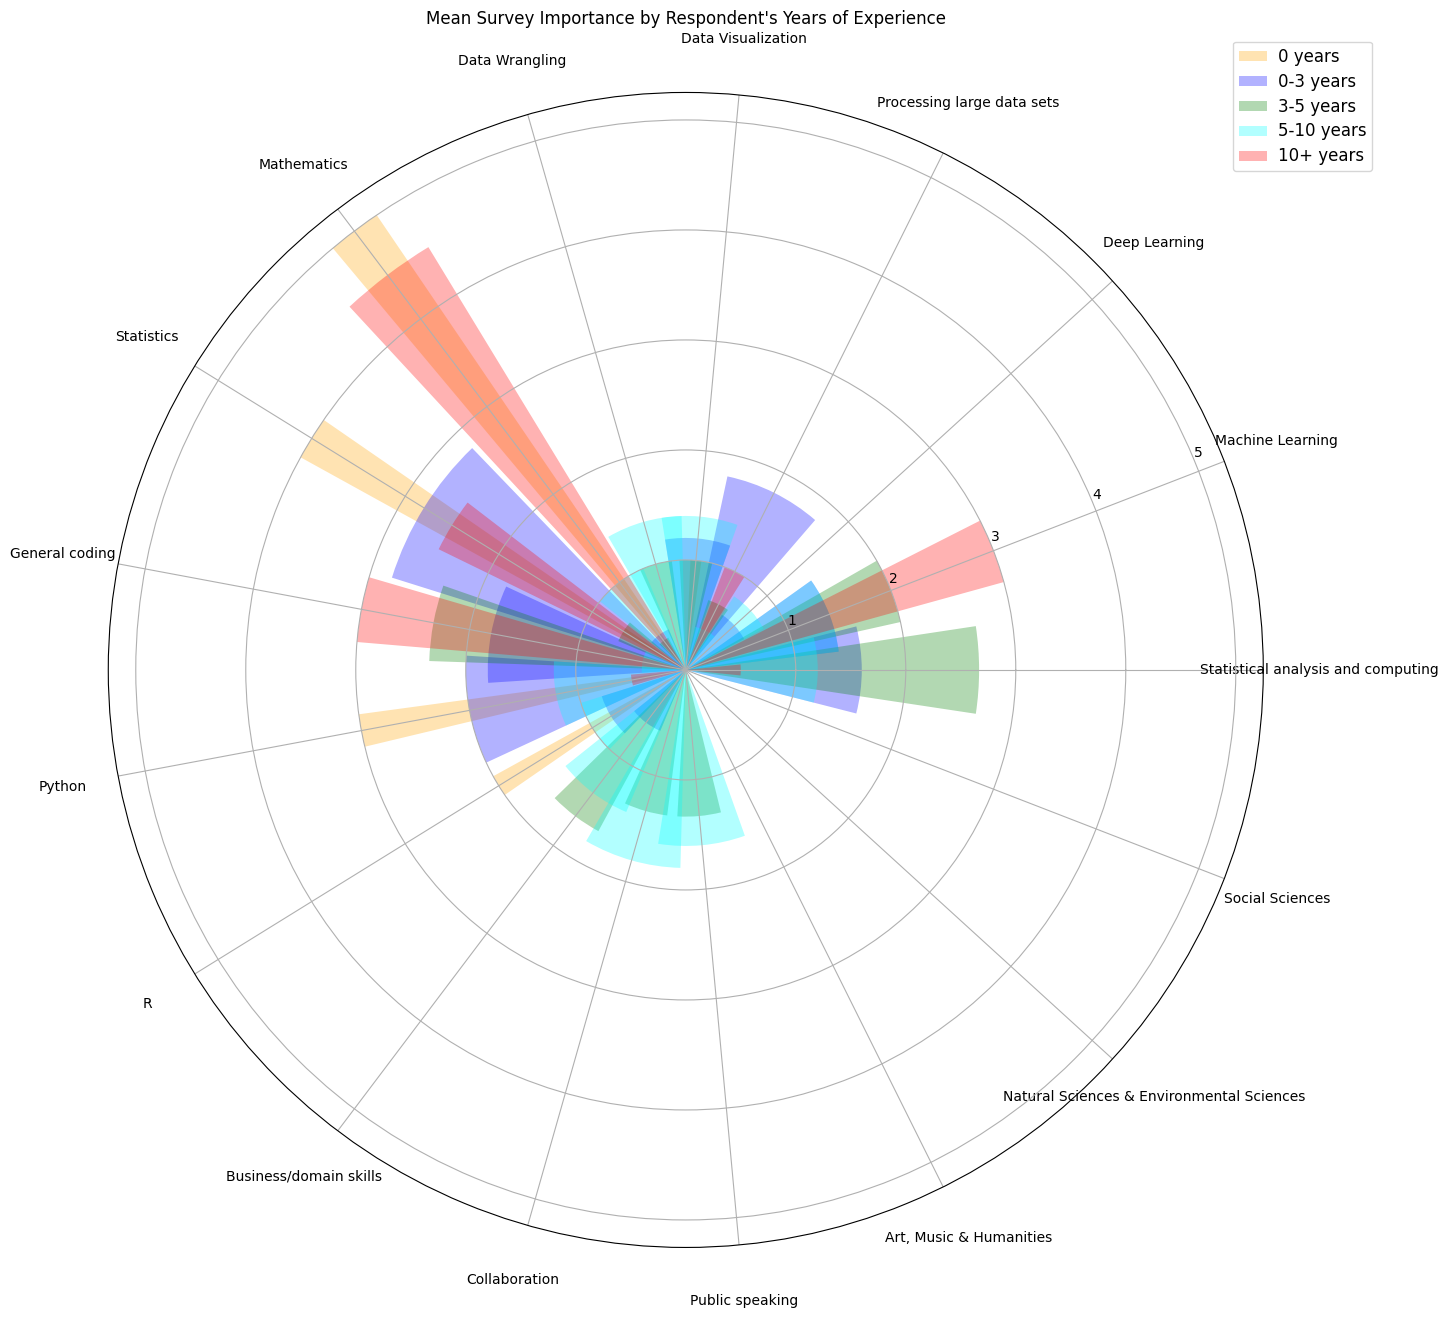 Mean Survey Importance by Respondent's Years of Experience
Data Visualization
Data Wrangling
Processing large data sets
Mathematics
Deep Learning
Statistics
Machine Learning
General coding
Statistical analysis and computing
Python
Social Sciences
R
Natural Sciences & Environmental Sciences
Business/domain skills
Art, Music & Humanities
Collaboration
Public speaking
1
2
3
4
5
0 years
0-3 years
3-5 years
5-10 years
10+ years